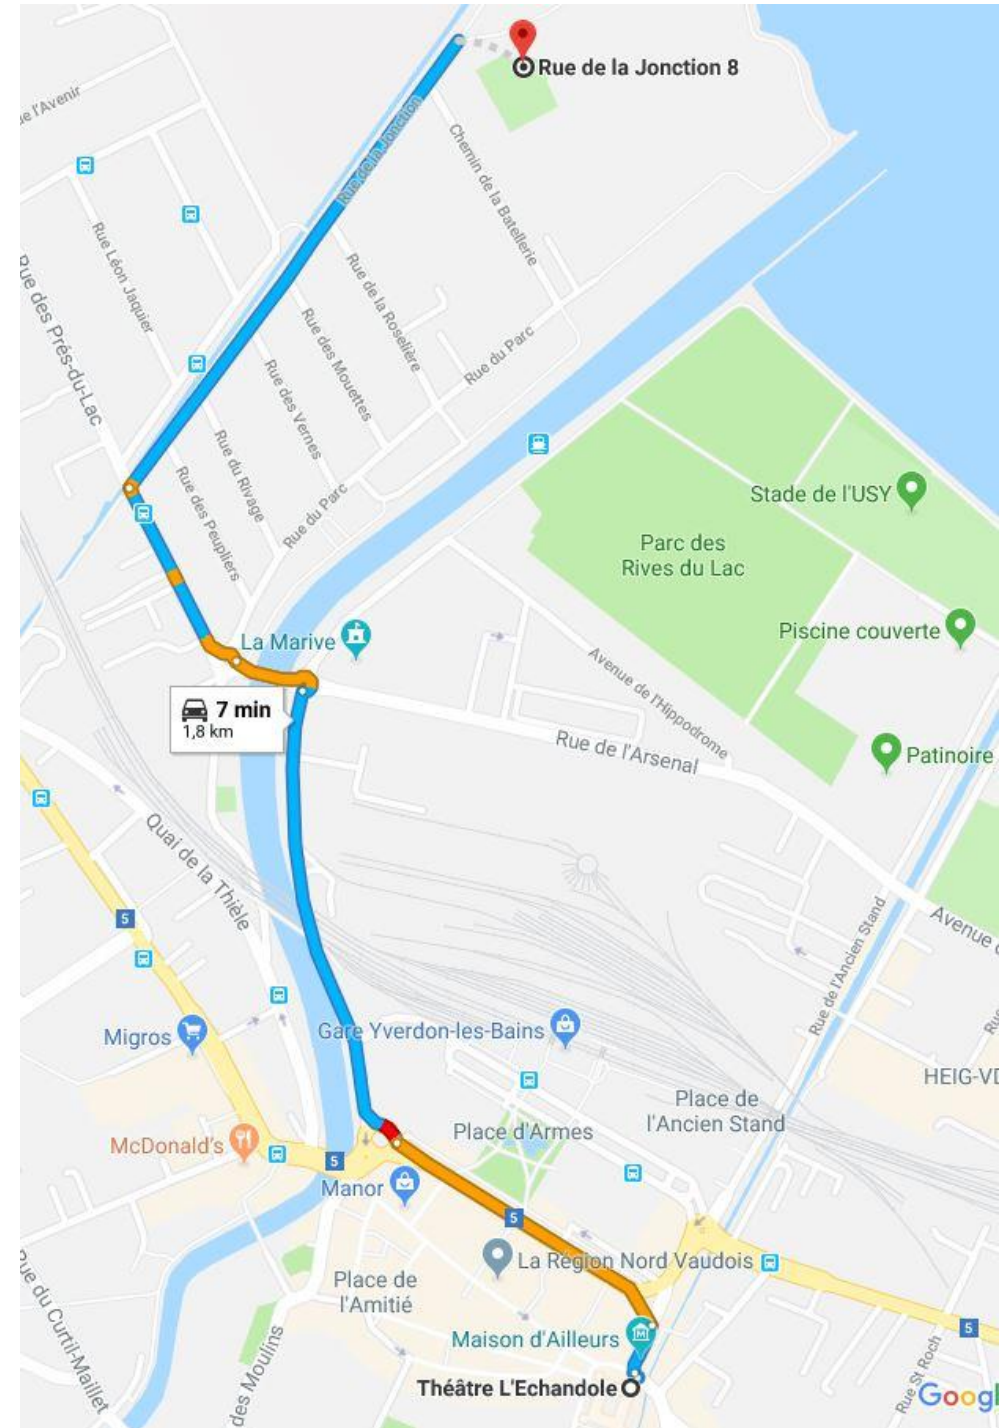 Rue de la Jonction 8
Rue de la Jonction
Chemin de la Batellerie
Rue Léon Jaquier
Rue des Prés-du-Lac
Rue de la Roselière
Rue des Mouettes
Rue du Parc
Rue des Vernes
Rue du Rivage
Rue des Peupliers
Rue du Parc
Stade de l'USY
Parc des
Rives du Lac
Piscine couverte
La Marive
Avenue de l'Hippodrome
7 min
1,8 km
Rue de l'Arsenal
Patinoire
Quai de la Thièle
5
Avenue
Rue de l'Ancien Stand
Migros
Gare Yverdon-les-Bains
HEIG-VD
Place de
l'Ancien Stand
Place d'Armes
McDonald's
5
Manor
5
La Région Nord Vaudois
Place de
l'Amitié
Rue du Curtil-Maillet
des Moulins
Maison d'Ailleurs
5
Rue St Roch
Théâtre L'Echandole
Googl